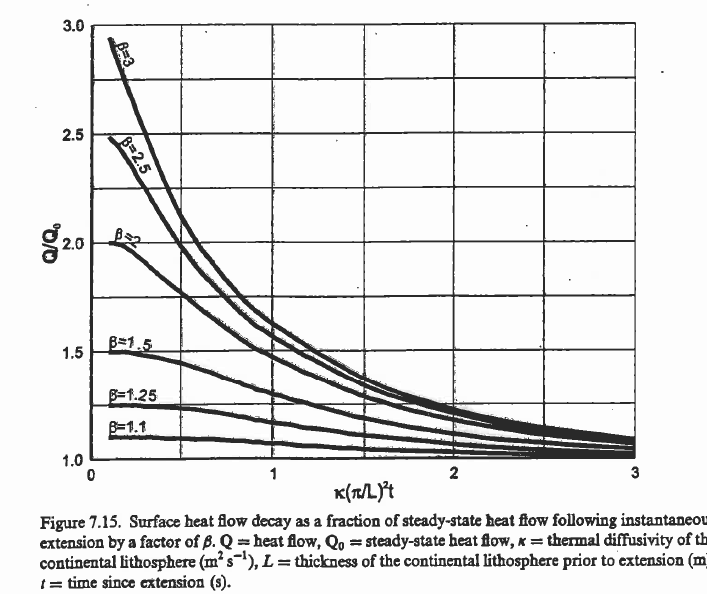 3.0
2.5
2.0
1.5
1.0
Q/Q₀
β=3
β=2.5
β=2
β=1.5
β=1.25
β=1.1
0
1
2
3
κ(π/L)²t
Figure 7.15. Surface heat flow decay as a fraction of steady-state heat flow following instantaneou
extension by a factor of β. Q = heat flow, Q₀ = steady-state heat flow, κ = thermal diffusivity of th
continental lithosphere (m² s⁻¹), L = thickness of the continental lithosphere prior to extension (m
t = time since extension (s).